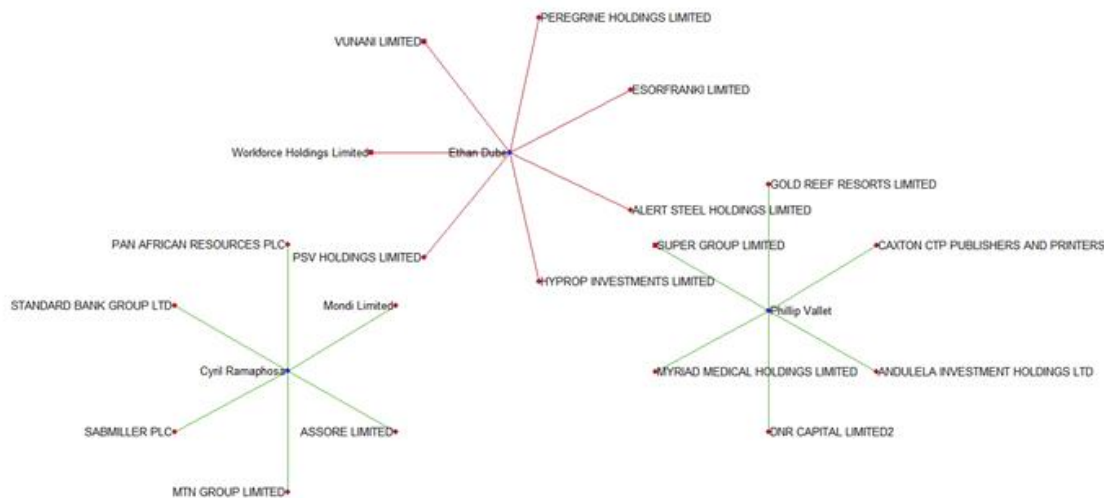 PEREGRINE HOLDINGS LIMITED
VUNANI LIMITED
ESORFRANKI LIMITED
Workforce Holdings Limited
Ethan Dube
GOLD REEF RESORTS LIMITED
ALERT STEEL HOLDINGS LIMITED
PAN AFRICAN RESOURCES PLC
SUPER GROUP LIMITED
CAXTON CTP PUBLISHERS AND PRINTERS
PSV HOLDINGS LIMITED
HYPROP INVESTMENTS LIMITED
STANDARD BANK GROUP LTD
Mondi Limited
Phillip Vallet
Cyril Ramaphosa
MYRIAD MEDICAL HOLDINGS LIMITED
ANDULELA INVESTMENT HOLDINGS LTD
SABMILLER PLC
ASSORE LIMITED
DNR CAPITAL LIMITED2
MTN GROUP LIMITED